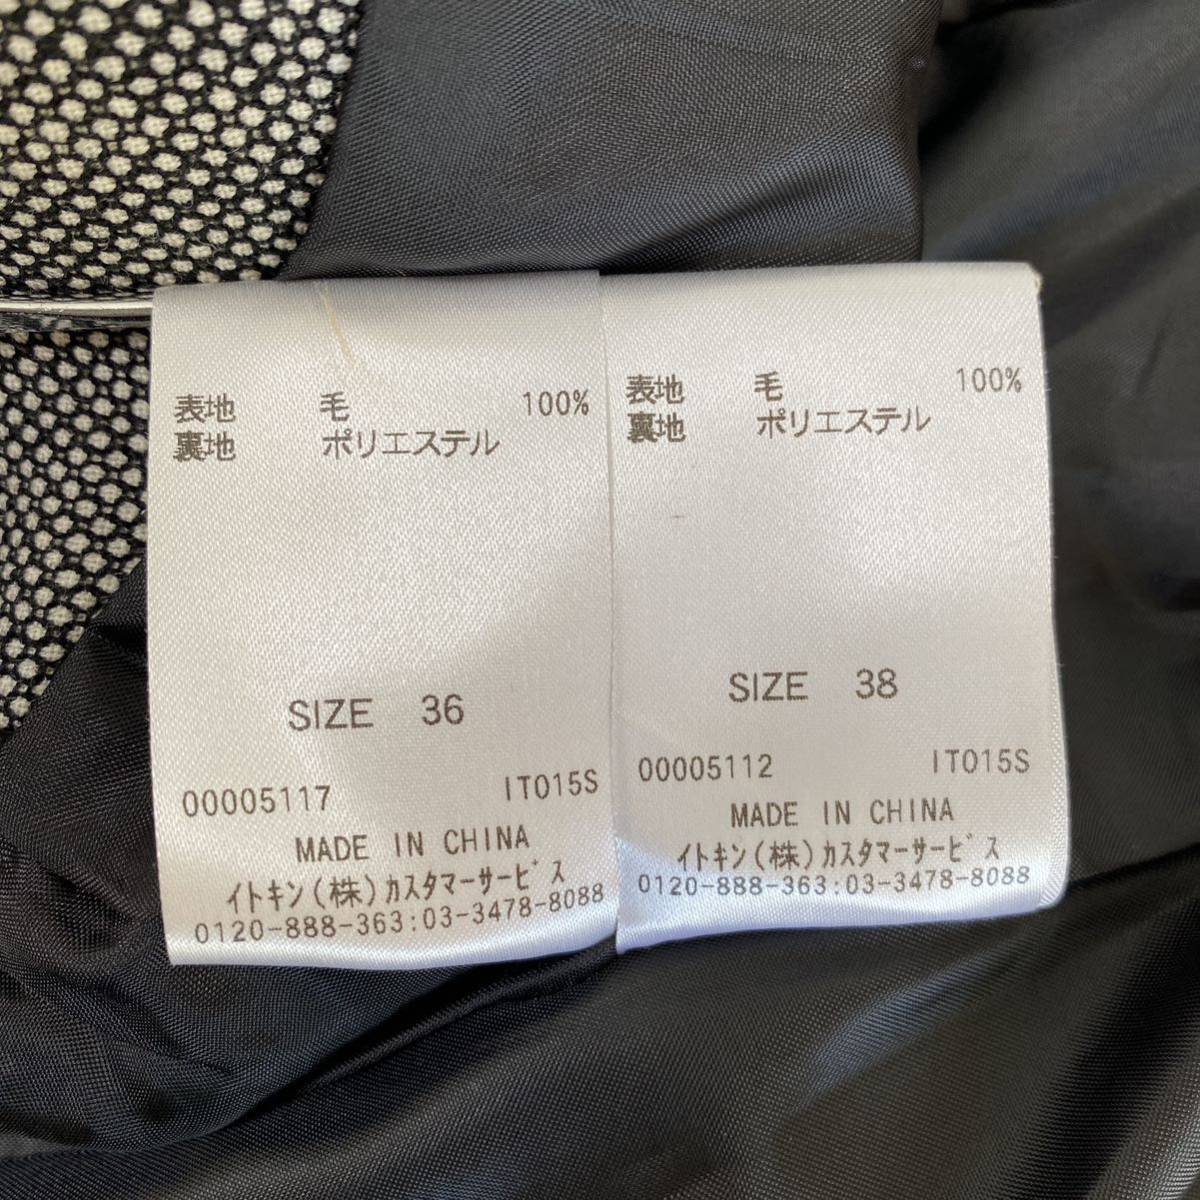 表地 毛 100%
裏地 ポリエステル
SIZE 36
00005117 IT015S
MADE IN CHINA
イトキン(株)カスタマーサービス
0120-888-363:03-3478-8088
表地 毛 100%
裏地 ポリエステル
SIZE 38
00005112 IT015S
MADE IN CHINA
イトキン(株)カスタマーサービス
0120-888-363:03-3478-8088